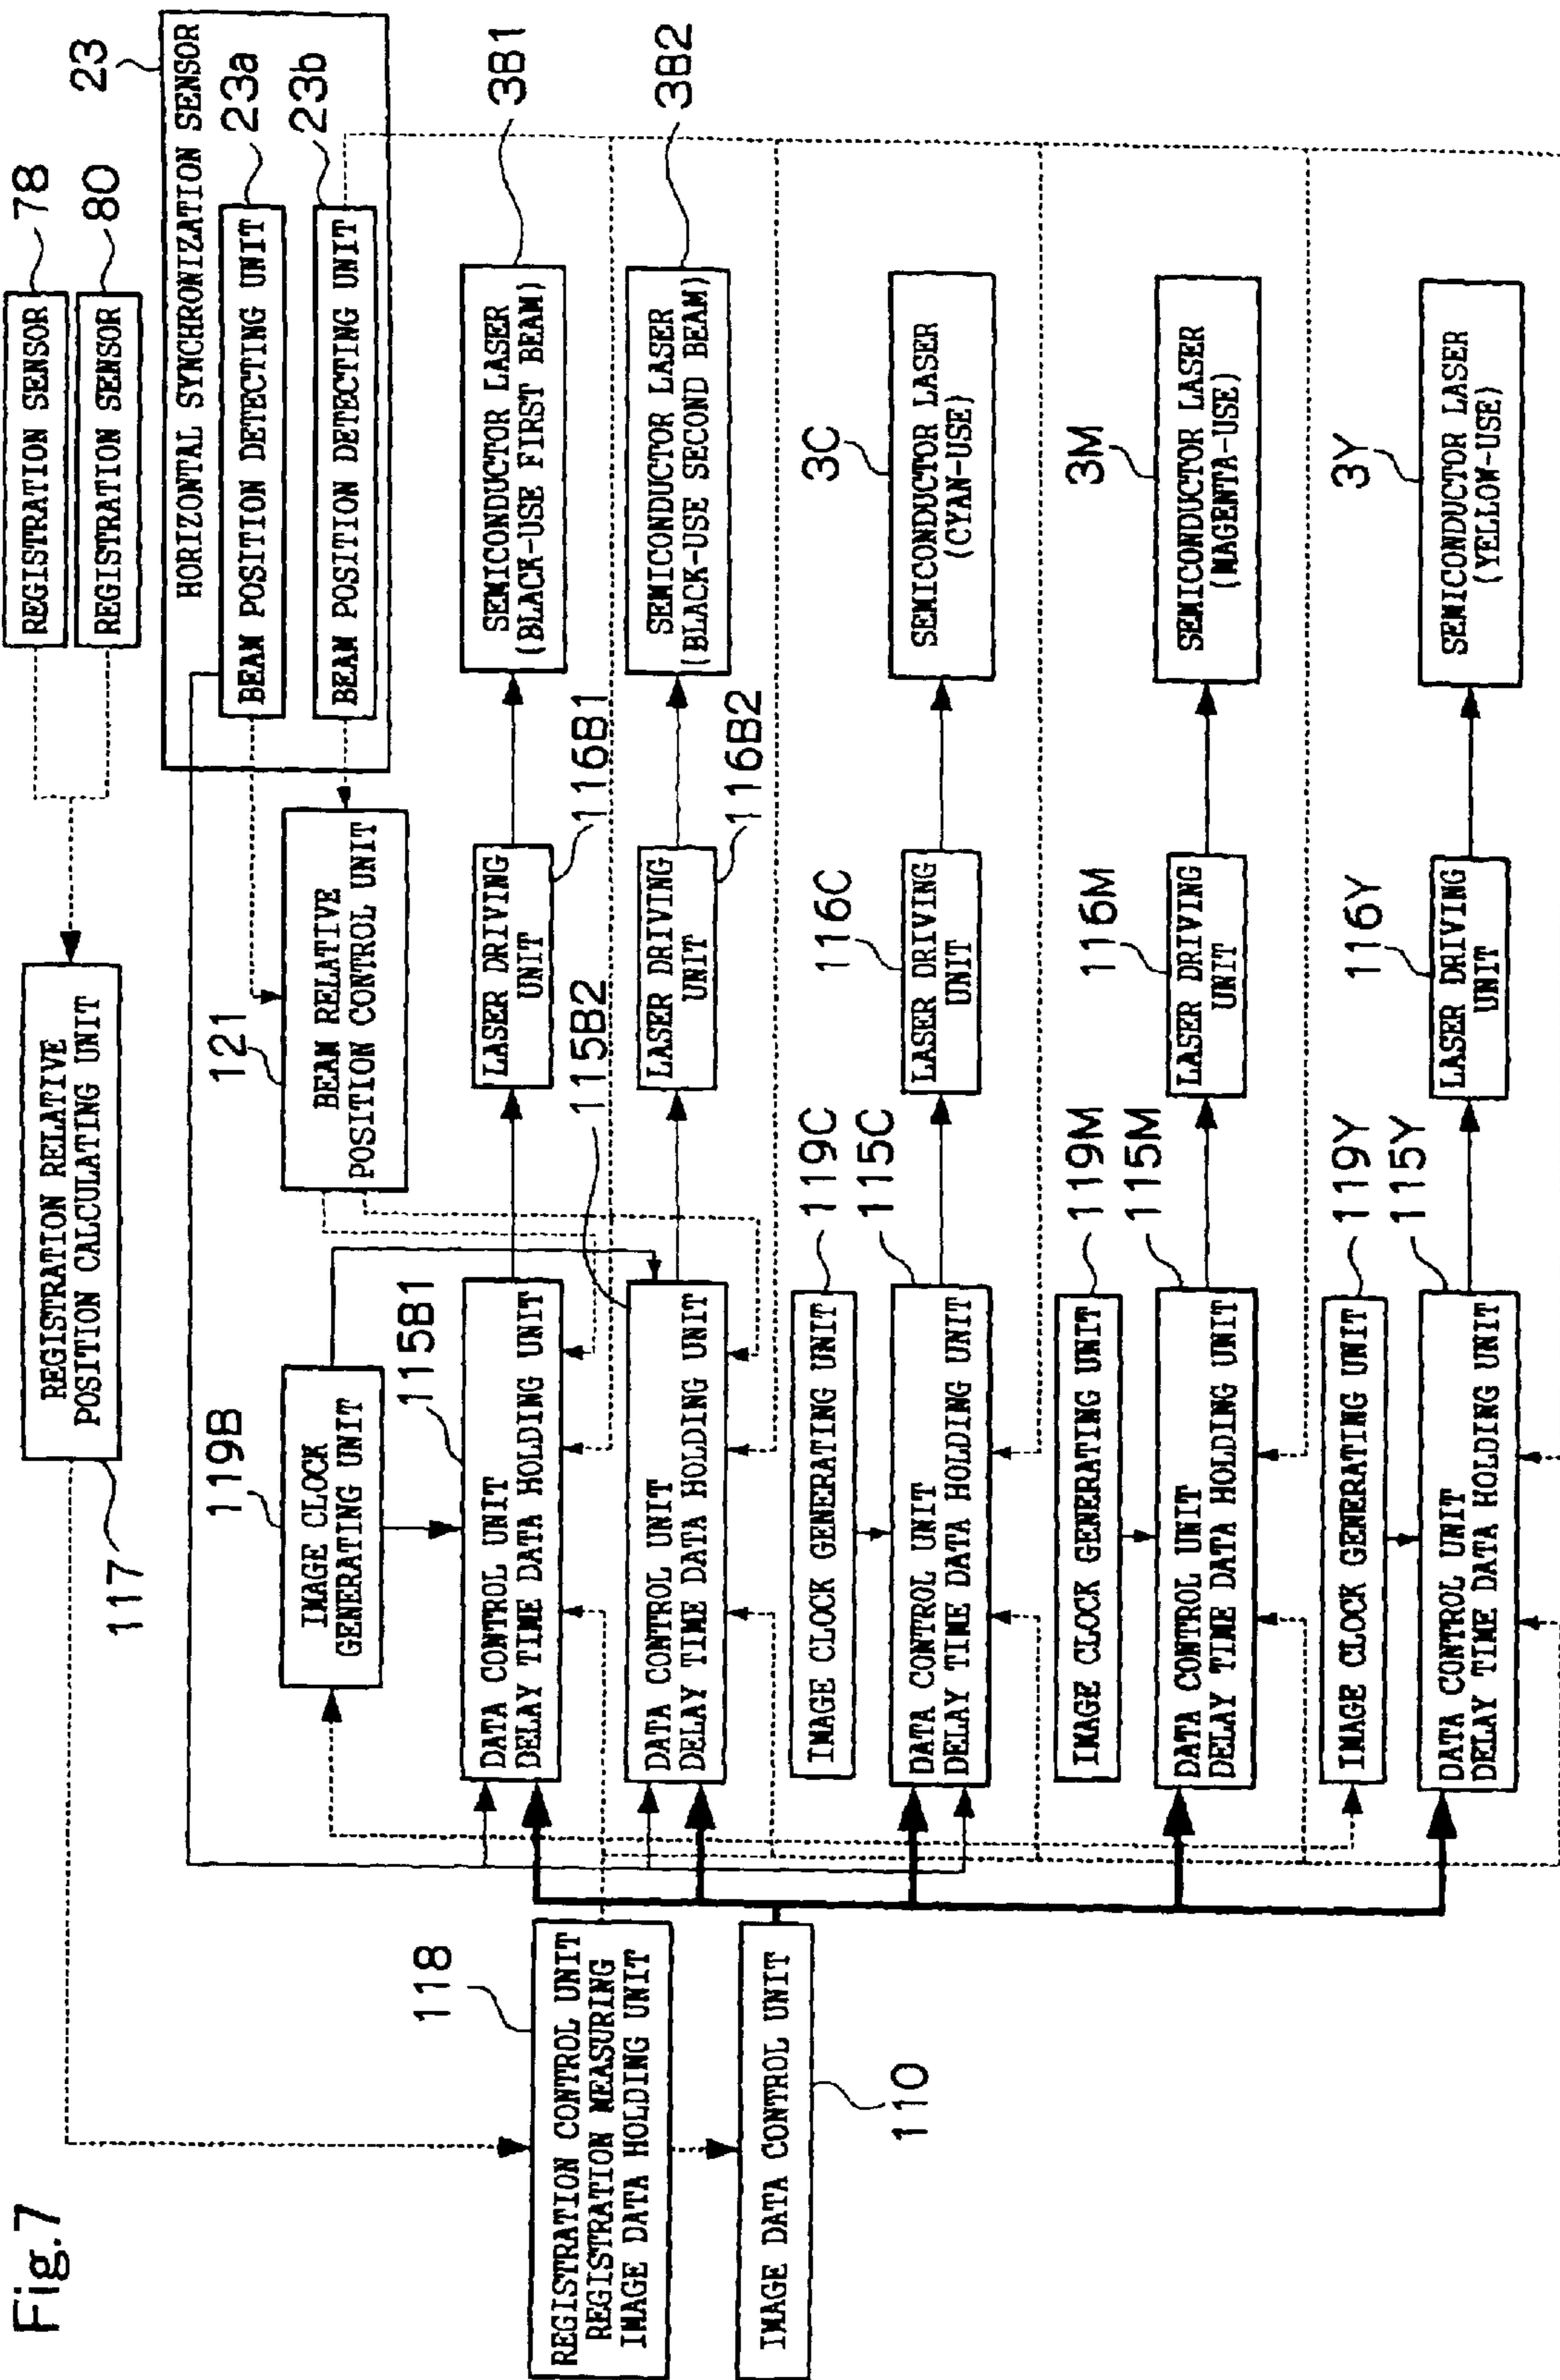 Fig.7
REGISTRATION SENSOR
78
REGISTRATION SENSOR
80
23
HORIZONTAL SYNCHRONIZATION SENSOR
BEAM POSITION DETECTING UNIT
23a
BEAM POSITION DETECTING UNIT
23b
REGISTRATION RELATIVE
POSITION CALCULATING UNIT
117
121
BEAM RELATIVE
POSITION CONTROL UNIT
119B
IMAGE CLOCK
GENERATING UNIT
115B1
DATA CONTROL UNIT
DELAY TIME DATA HOLDING UNIT
LASER DRIVING
UNIT
116B1
SEMICONDUCTOR LASER
(BLACK-USE FIRST BEAM)
3B1
115B2
DATA CONTROL UNIT
DELAY TIME DATA HOLDING UNIT
LASER DRIVING
UNIT
116B2
SEMICONDUCTOR LASER
(BLACK-USE SECOND BEAM)
3B2
118
REGISTRATION CONTROL UNIT
REGISTRATION MEASURING
IMAGE DATA HOLDING UNIT
IMAGE DATA CONTROL UNIT
110
IMAGE CLOCK GENERATING UNIT
119C
115C
DATA CONTROL UNIT
DELAY TIME DATA HOLDING UNIT
116C
LASER DRIVING
UNIT
3C
SEMICONDUCTOR LASER
(CYAN-USE)
IMAGE CLOCK GENERATING UNIT
119M
115M
DATA CONTROL UNIT
DELAY TIME DATA HOLDING UNIT
116M
LASER DRIVING
UNIT
3M
SEMICONDUCTOR LASER
(MAGENTA-USE)
IMAGE CLOCK GENERATING UNIT
119Y
115Y
DATA CONTROL UNIT
DELAY TIME DATA HOLDING UNIT
116Y
LASER DRIVING
UNIT
3Y
SEMICONDUCTOR LASER
(YELLOW-USE)